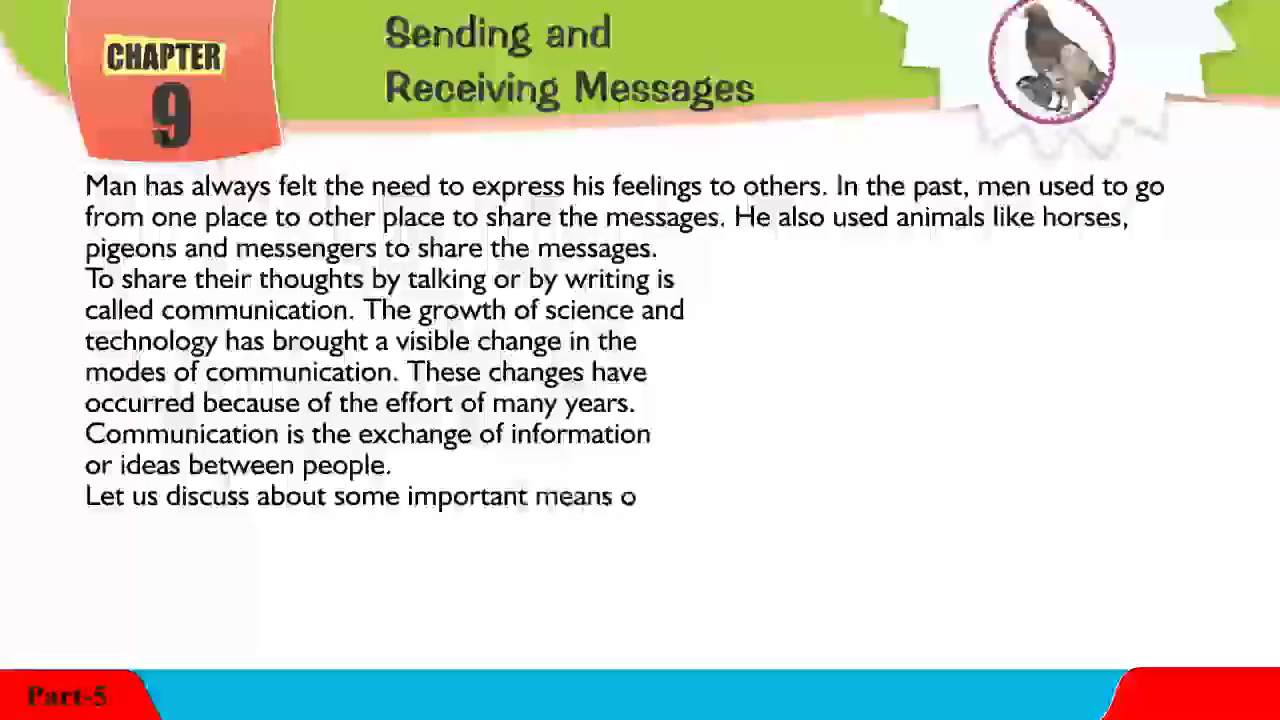 CHAPTER
9
Sending and
Receiving Messages
Man has always felt the need to express his feelings to others. In the past, men used to go
from one place to other place to share the messages. He also used animals like horses,
pigeons and messengers to share the messages.
To share their thoughts by talking or by writing is
called communication. The growth of science and
technology has brought a visible change in the
modes of communication. These changes have
occurred because of the effort of many years.
Communication is the exchange of information
or ideas between people.
Let us discuss about some important means o
Part-5